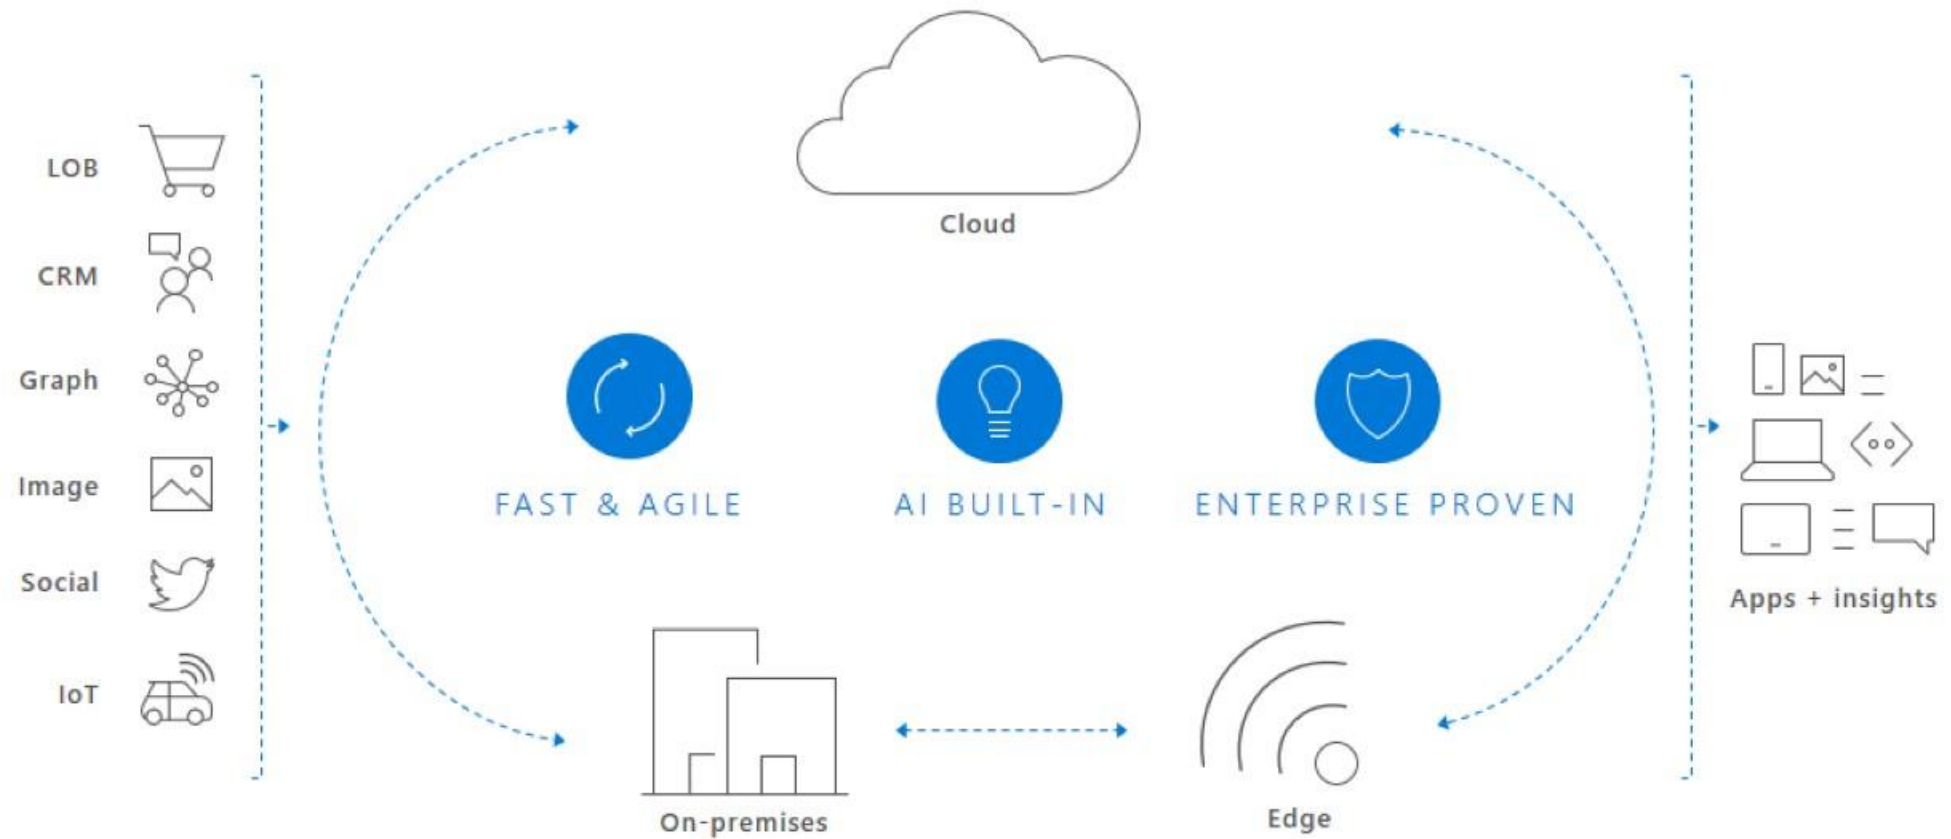 LOB
CRM
Graph
Image
Social
IoT
Cloud
FAST & AGILE
AI BUILT-IN
ENTERPRISE PROVEN
On-premises
Edge
Apps + insights